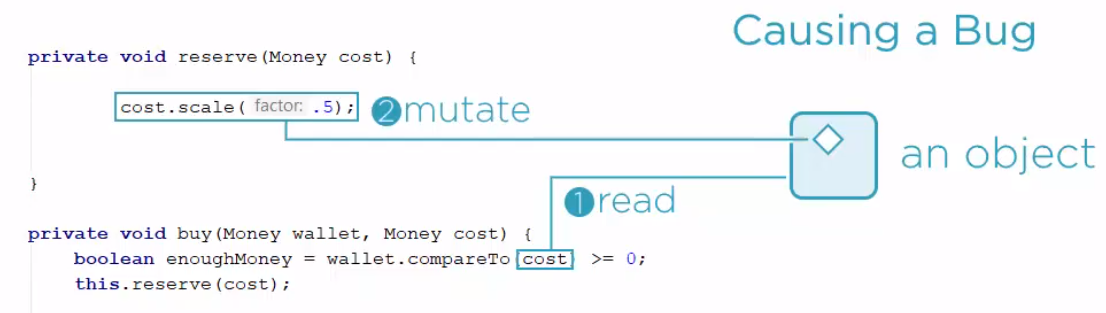 Causing a Bug
private void reserve(Money cost) {
cost.scale( factor: .5);
2 mutate
an object
}
1 read
private void buy(Money wallet, Money cost) {
boolean enoughMoney = wallet.compareTo(cost) >= 0;
this.reserve(cost);